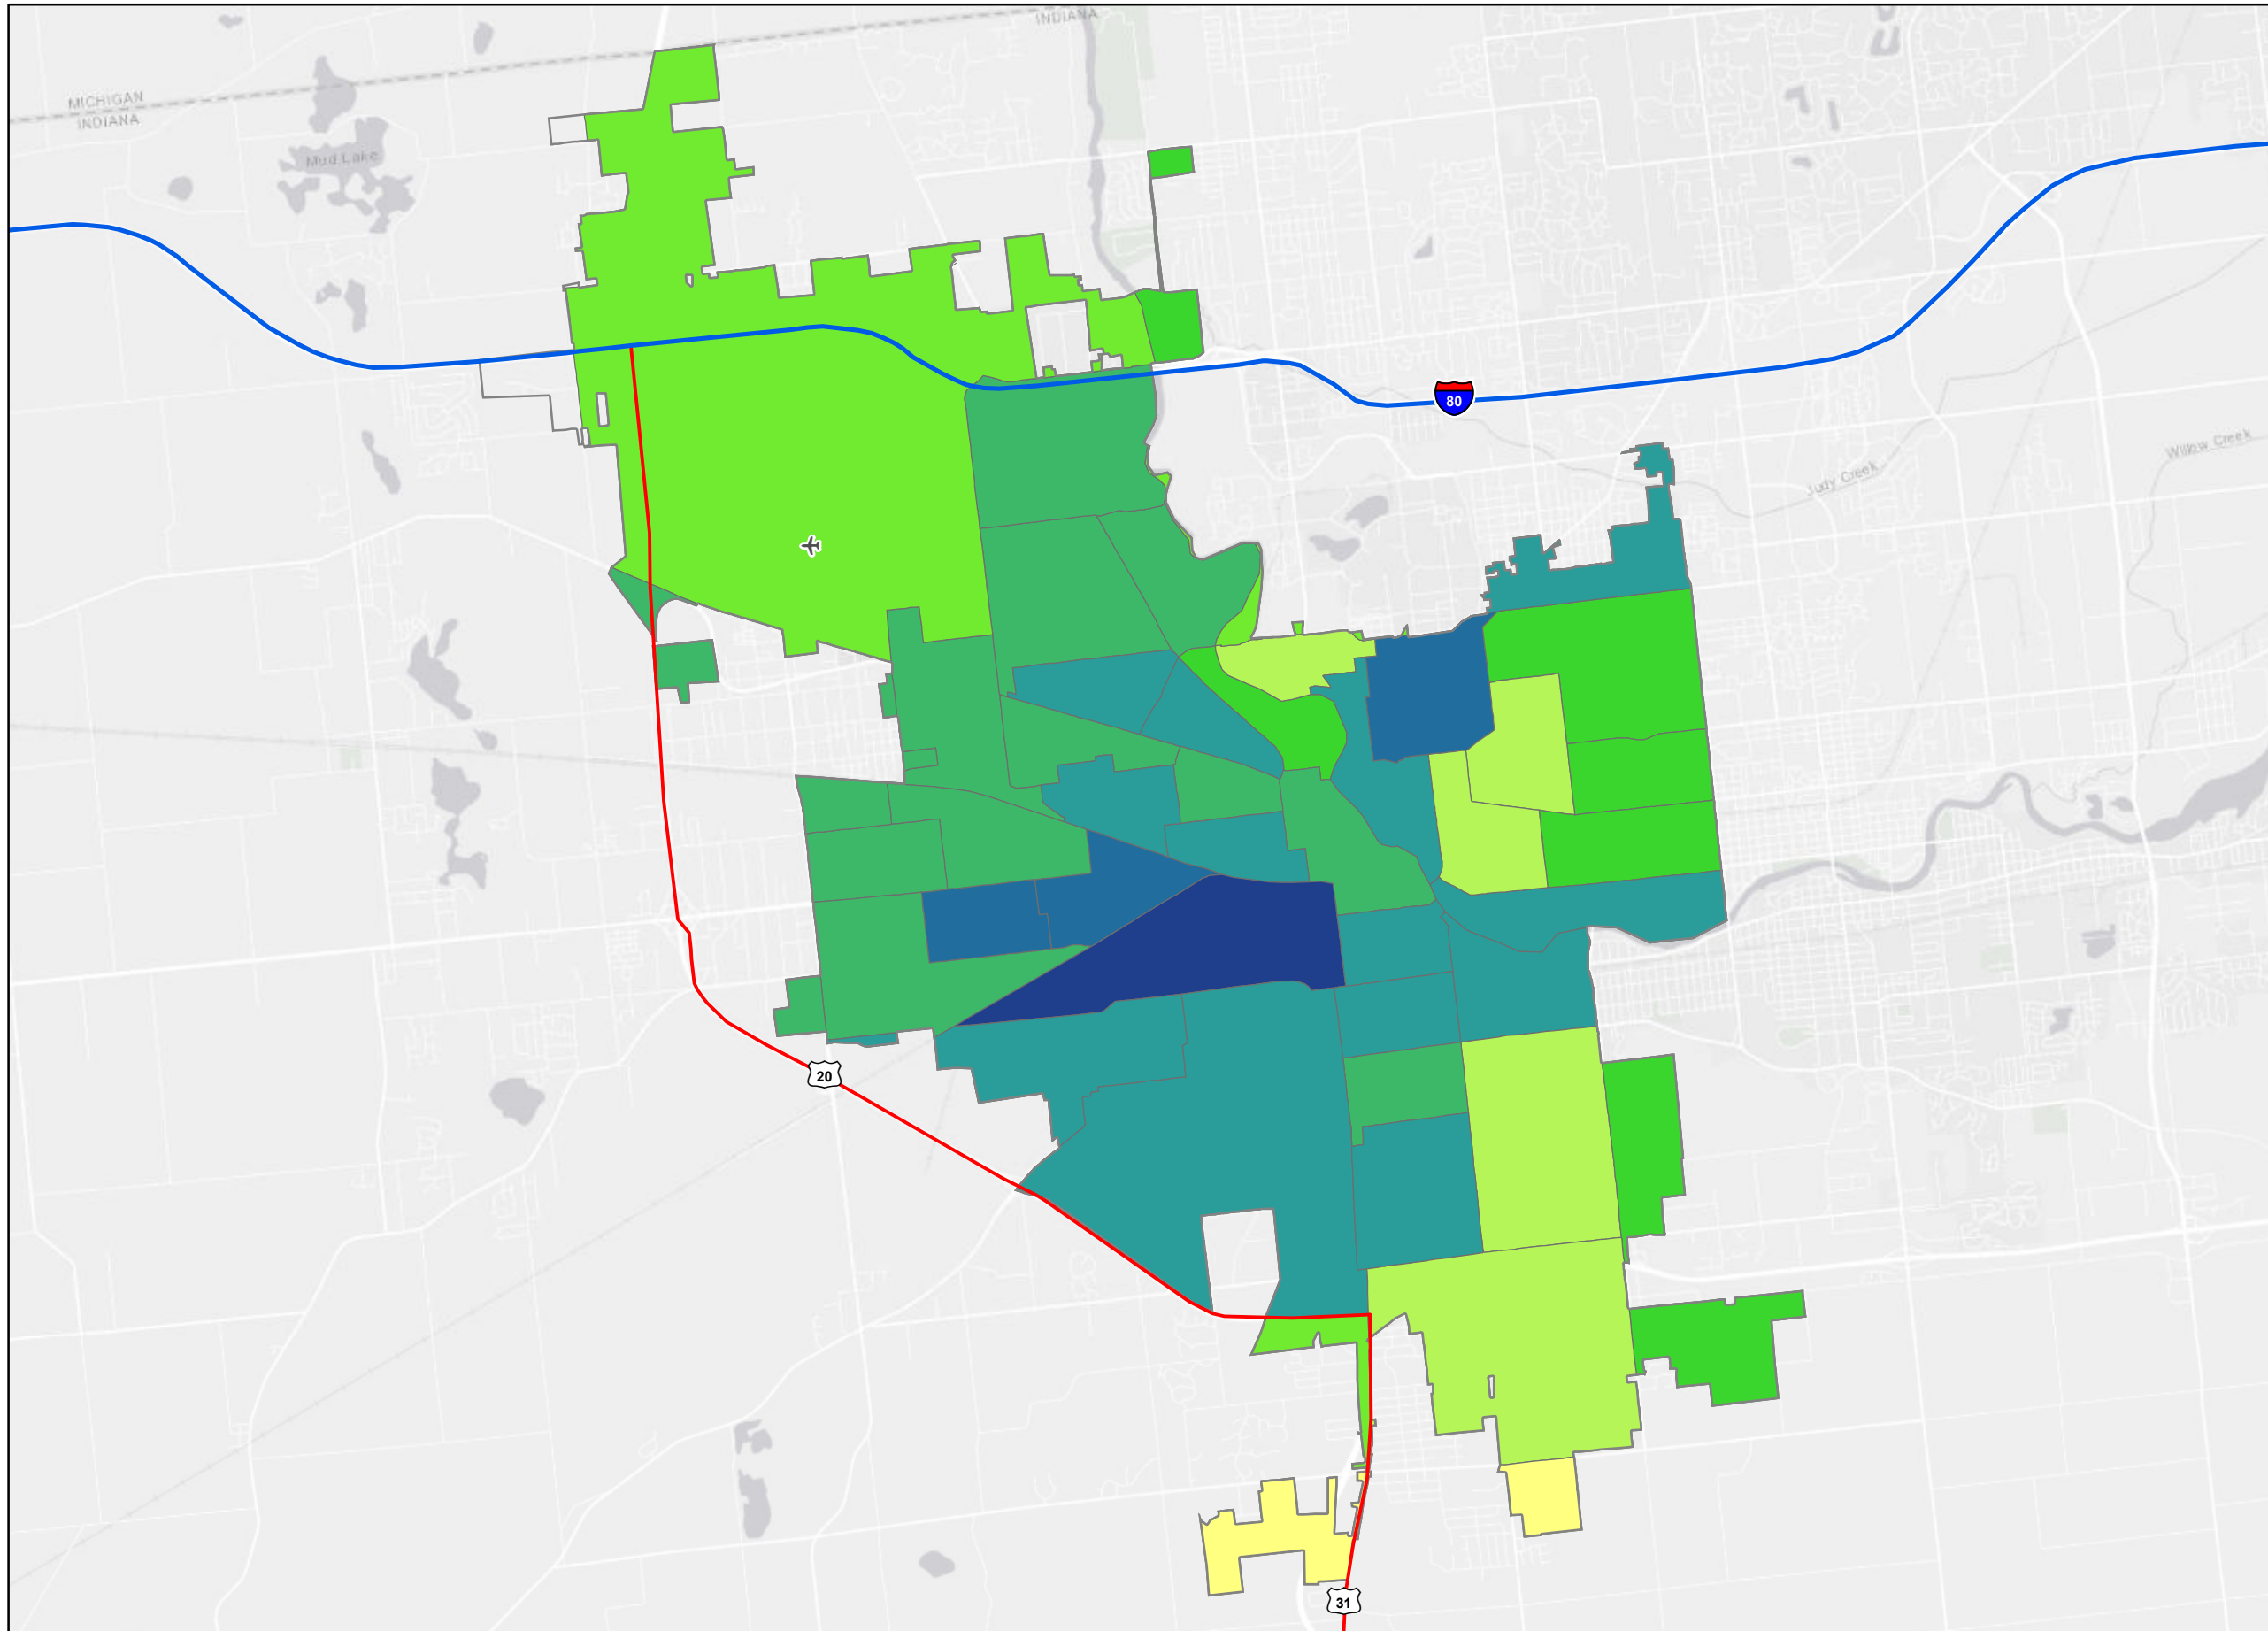 INDIANA
MICHIGAN
INDIANA
Mud Lake
80
Willow Creek
Judy Creek
20
31